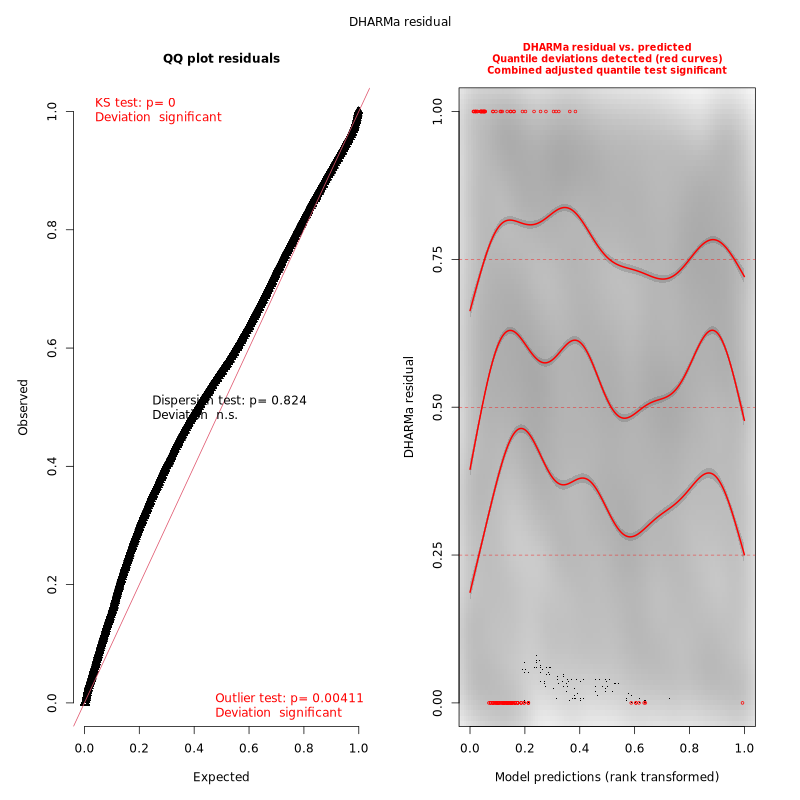 DHARMa residual
QQ plot residuals
KS test: p= 0
Deviation significant
Dispersion test: p= 0.824
Deviation n.s.
Outlier test: p= 0.00411
Deviation significant
Observed
0.0
0.2
0.4
0.6
0.8
1.0
0.0
0.2
0.4
0.6
0.8
1.0
Expected
DHARMa residual vs. predicted
Quantile deviations detected (red curves)
Combined adjusted quantile test significant
DHARMa residual
0.00
0.25
0.50
0.75
1.00
0.0
0.2
0.4
0.6
0.8
1.0
Model predictions (rank transformed)